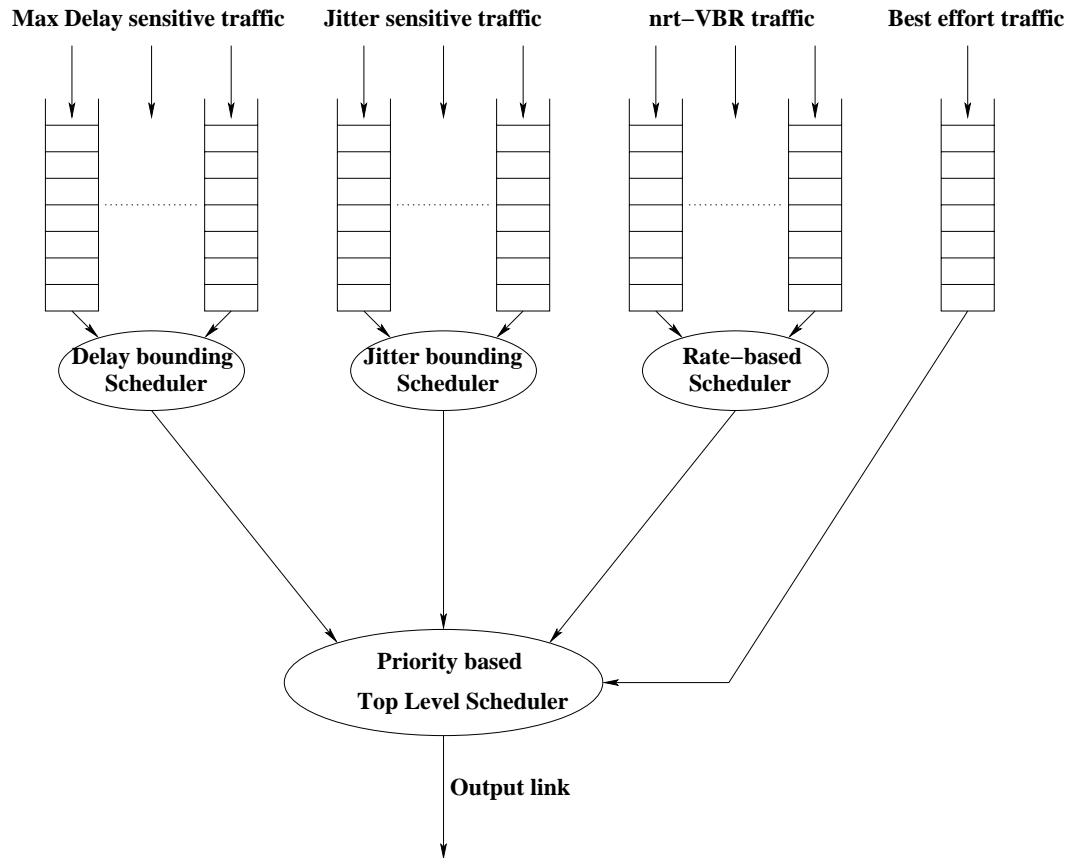 Max Delay sensitive traffic
Jitter sensitive traffic
nrt−VBR traffic
Best effort traffic
Delay bounding
Scheduler
Jitter bounding
Scheduler
Rate−based
Scheduler
Priority based
Top Level Scheduler
Output link